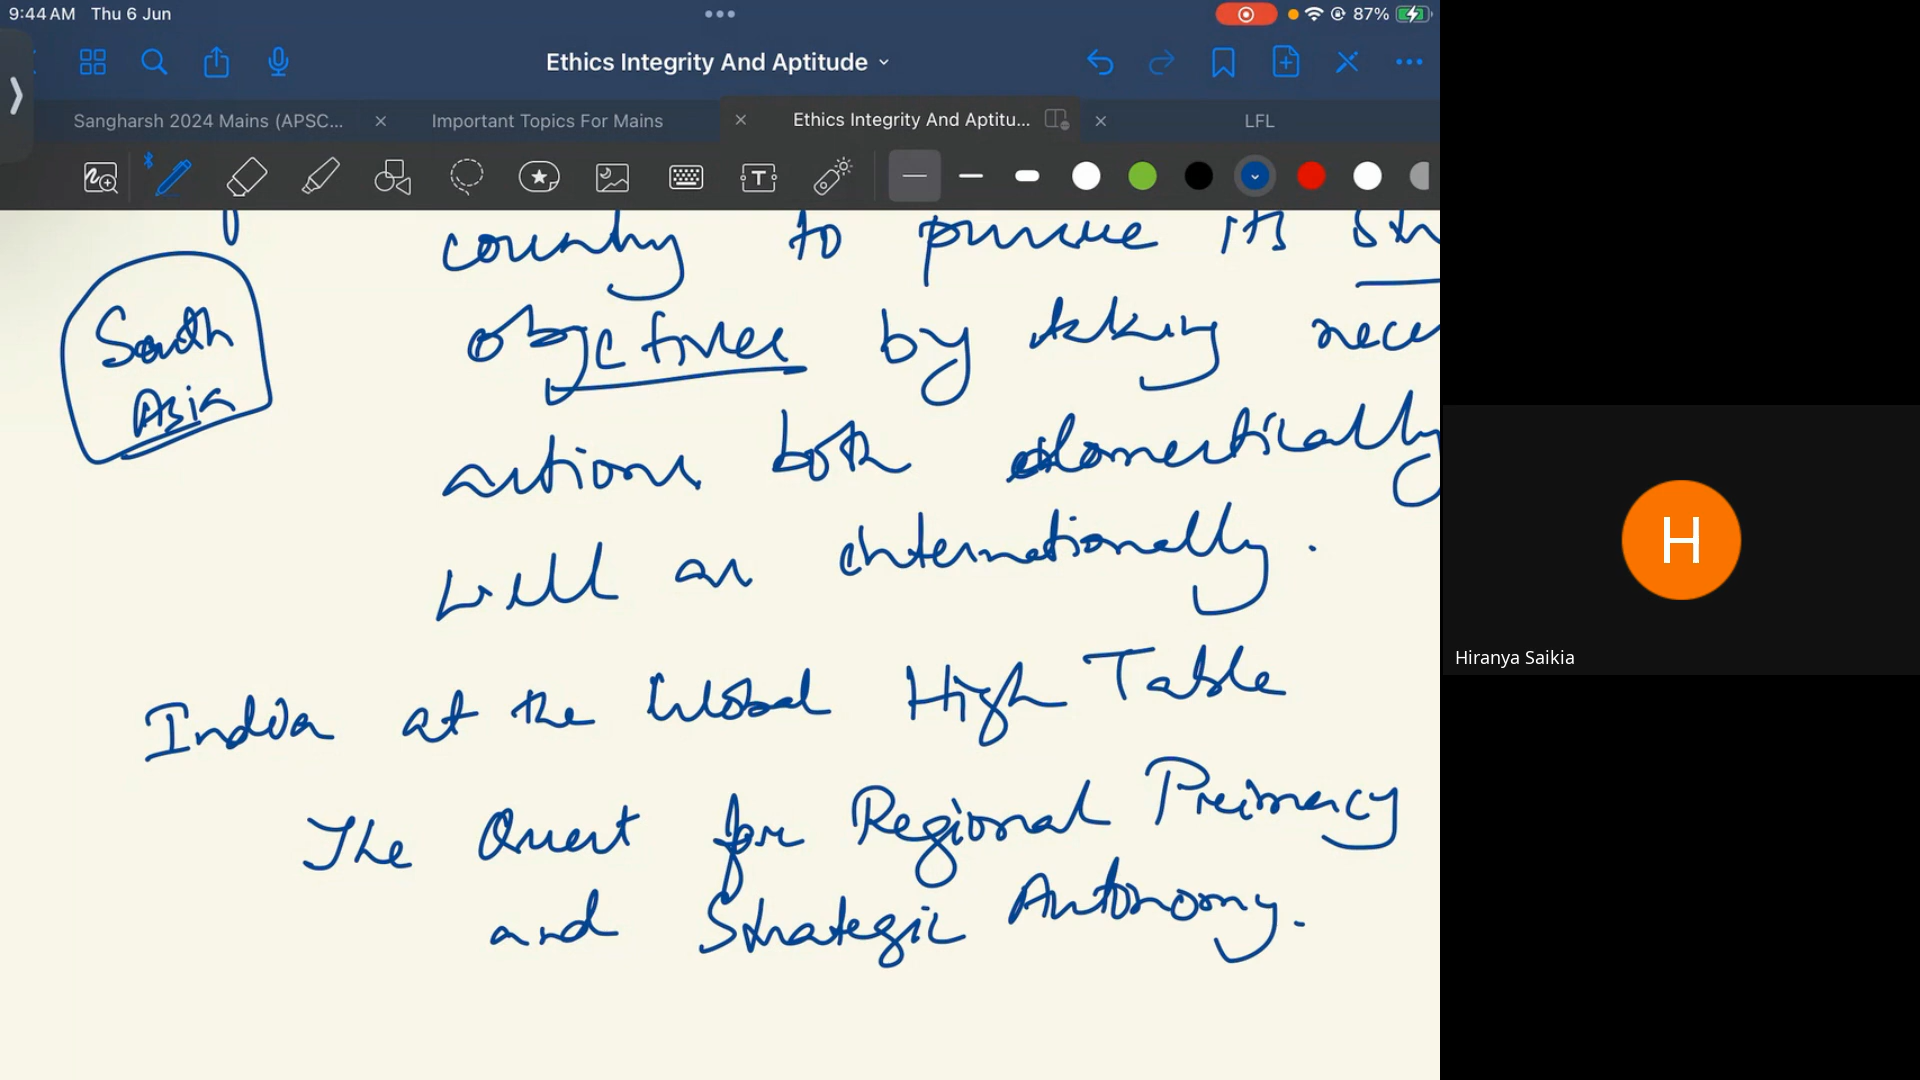 9:44 AM Thu 6 Jun
87%
Ethics Integrity And Aptitude
Sangharsh 2024 Mains (APSC...
Important Topics For Mains
Ethics Integrity And Aptitu...
LFL
T
country to pursue its
objectives by taking
actions both domestically
well as internationally.
South
Asia
India at the Global High Table
The Quest for Regional Primacy
and Strategic Autonomy.
H
Hiranya Saikia